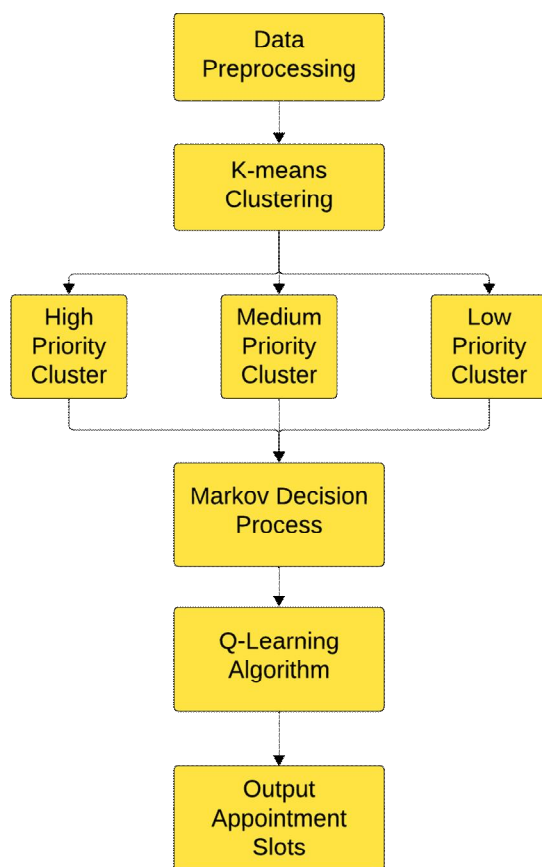 Data
Preprocessing
K-means
Clustering
High
Priority
Cluster
Medium
Priority
Cluster
Low
Priority
Cluster
Markov Decision
Process
Q-Learning
Algorithm
Output
Appointment
Slots